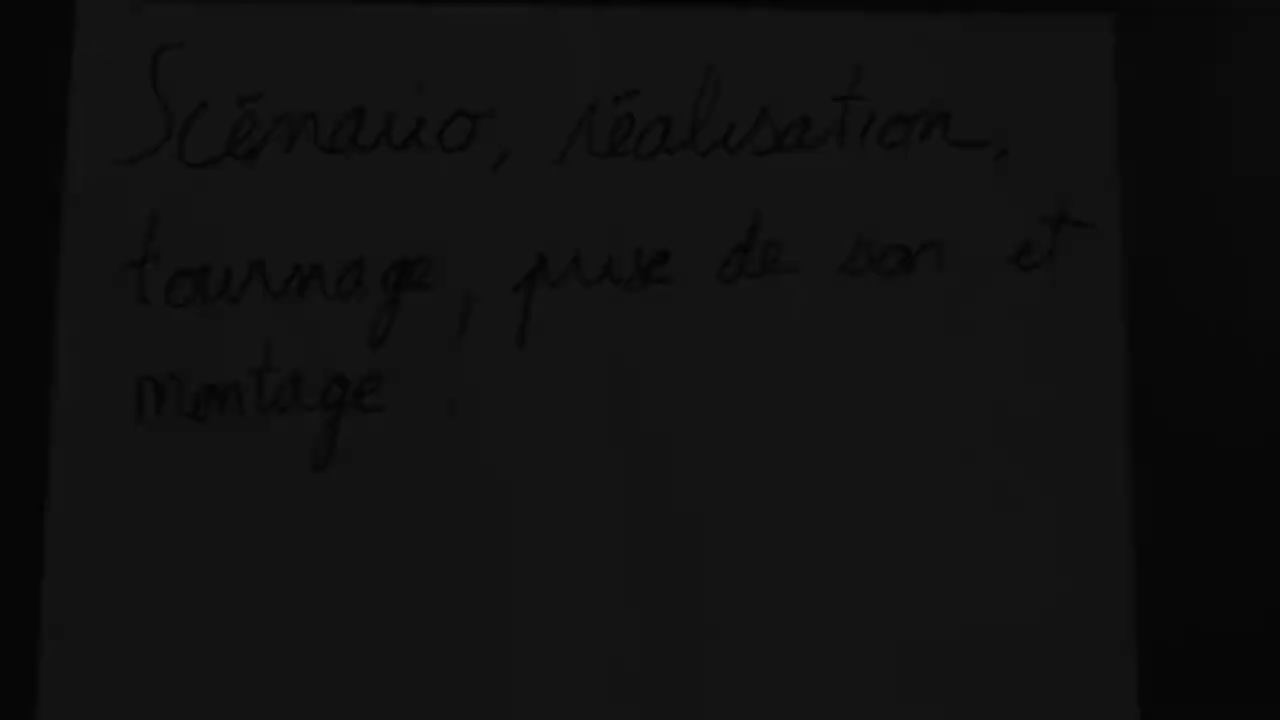 Scénario, réalisation,
tournage, prise de son et
montage.